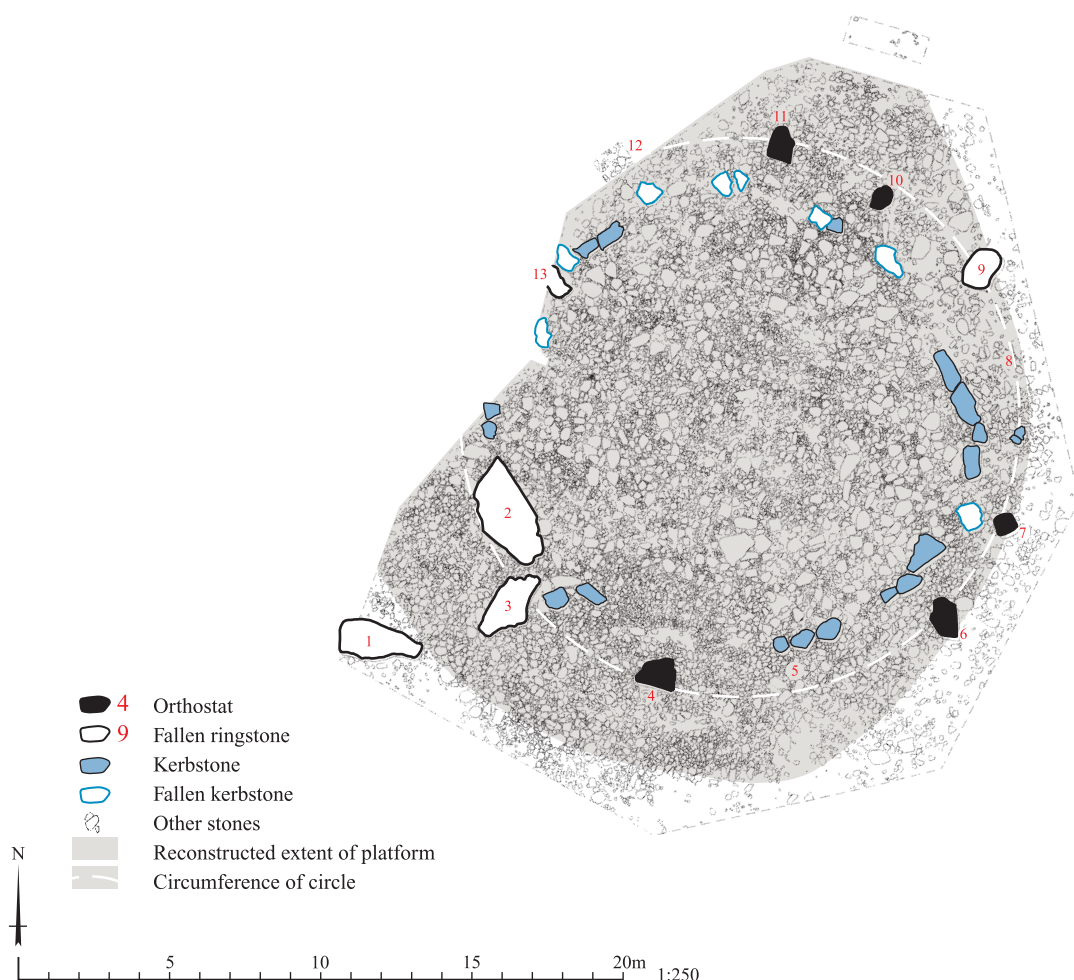 11
12
10
13
9
8
2
7
3
6
1
5
4
4 Orthostat
9 Fallen ringstone
Kerbstone
Fallen kerbstone
Other stones
Reconstructed extent of platform
Circumference of circle
N
5 10 15 20m 1:250